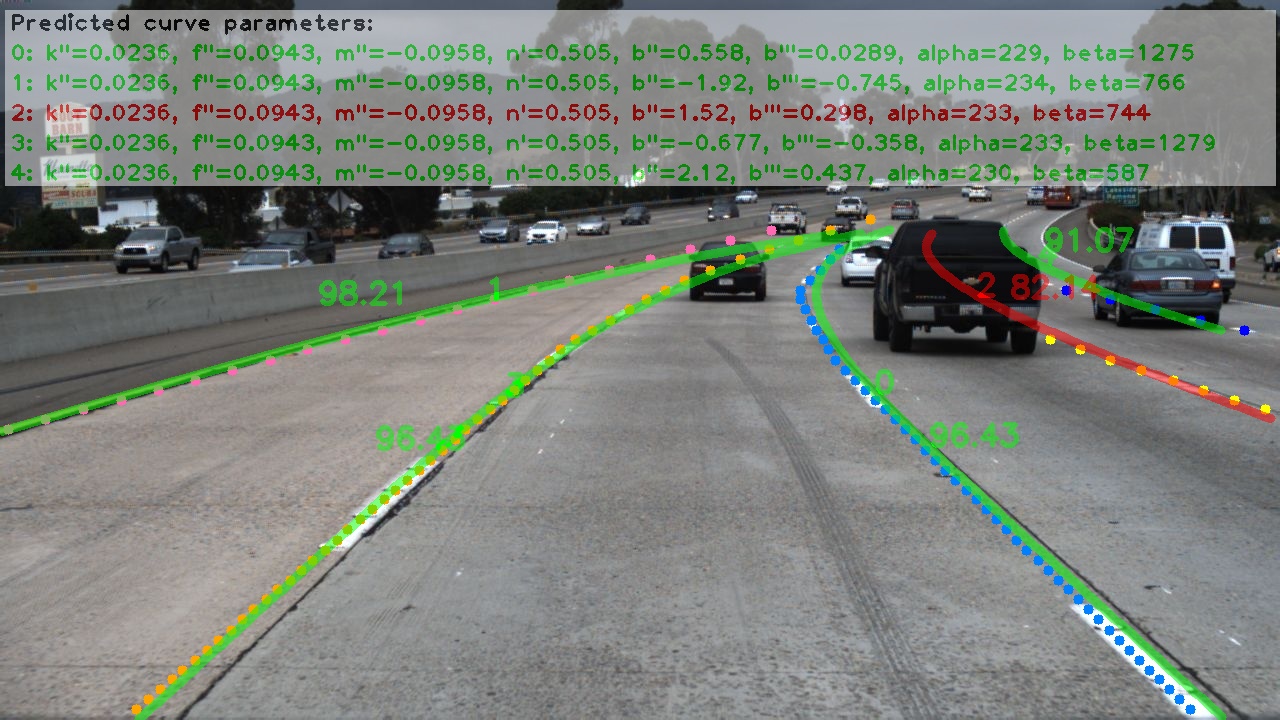 Predicted curve parameters:
0: k''=0.0236, f''=0.0943, m''=-0.0958, n'=0.505, b''=0.558, b'''=0.0289, alpha=229, beta=1275
1: k''=0.0236, f''=0.0943, m''=-0.0958, n'=0.505, b''=-1.92, b'''=-0.745, alpha=234, beta=766
2: k''=0.0236, f''=0.0943, m''=-0.0958, n'=0.505, b''=1.52, b'''=0.298, alpha=233, beta=744
3: k''=0.0236, f''=0.0943, m''=-0.0958, n'=0.505, b''=-0.677, b'''=-0.358, alpha=233, beta=1279
4: k''=0.0236, f''=0.0943, m''=-0.0958, n'=0.505, b''=2.12, b'''=0.437, alpha=230, beta=587
BARN
91.07
98.21 1
2 82.14
0
96.43